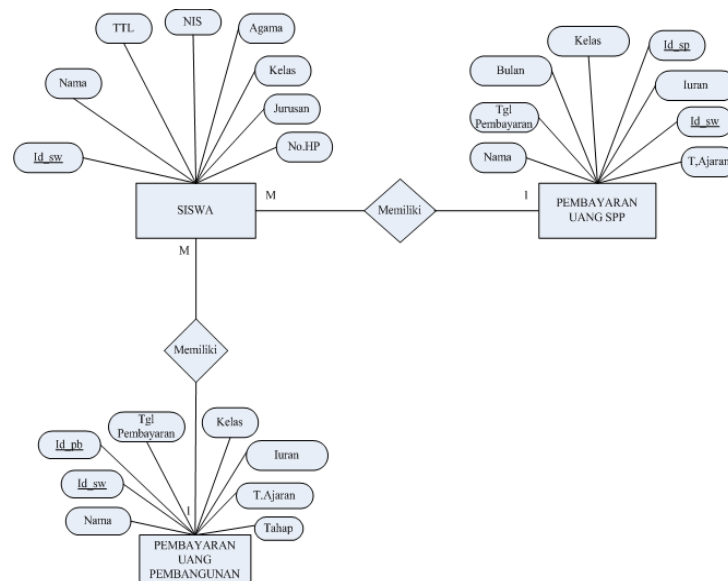 TTL
NIS
Agama
Nama
Kelas
Jurusan
Id_sw
No.HP
SISWA
M
M
Memiliki
1
Kelas
Id_sp
Bulan
Iuran
Tgl
Pembayaran
Id_sw
Nama
T,Ajaran
PEMBAYARAN
UANG SPP
Memiliki
Tgl
Pembayaran
Kelas
Id_pb
Iuran
Id_sw
T.Ajaran
Nama
1
Tahap
PEMBAYARAN
UANG
PEMBANGUNAN